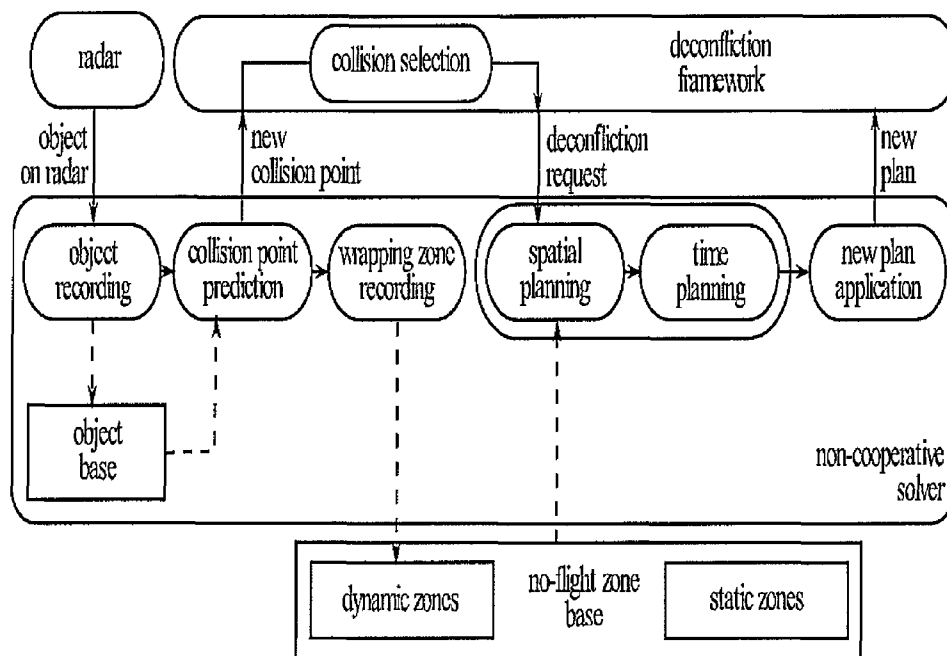 radar
collision selection
deconfliction
framework
object
on radar
new
collision point
deconfliction
request
new
plan
object
recording
collision point
prediction
wrapping zone
recording
spatial
planning
time
planning
new plan
application
object
base
non-cooperative
solver
dynamic zones
no-flight zone
base
static zones